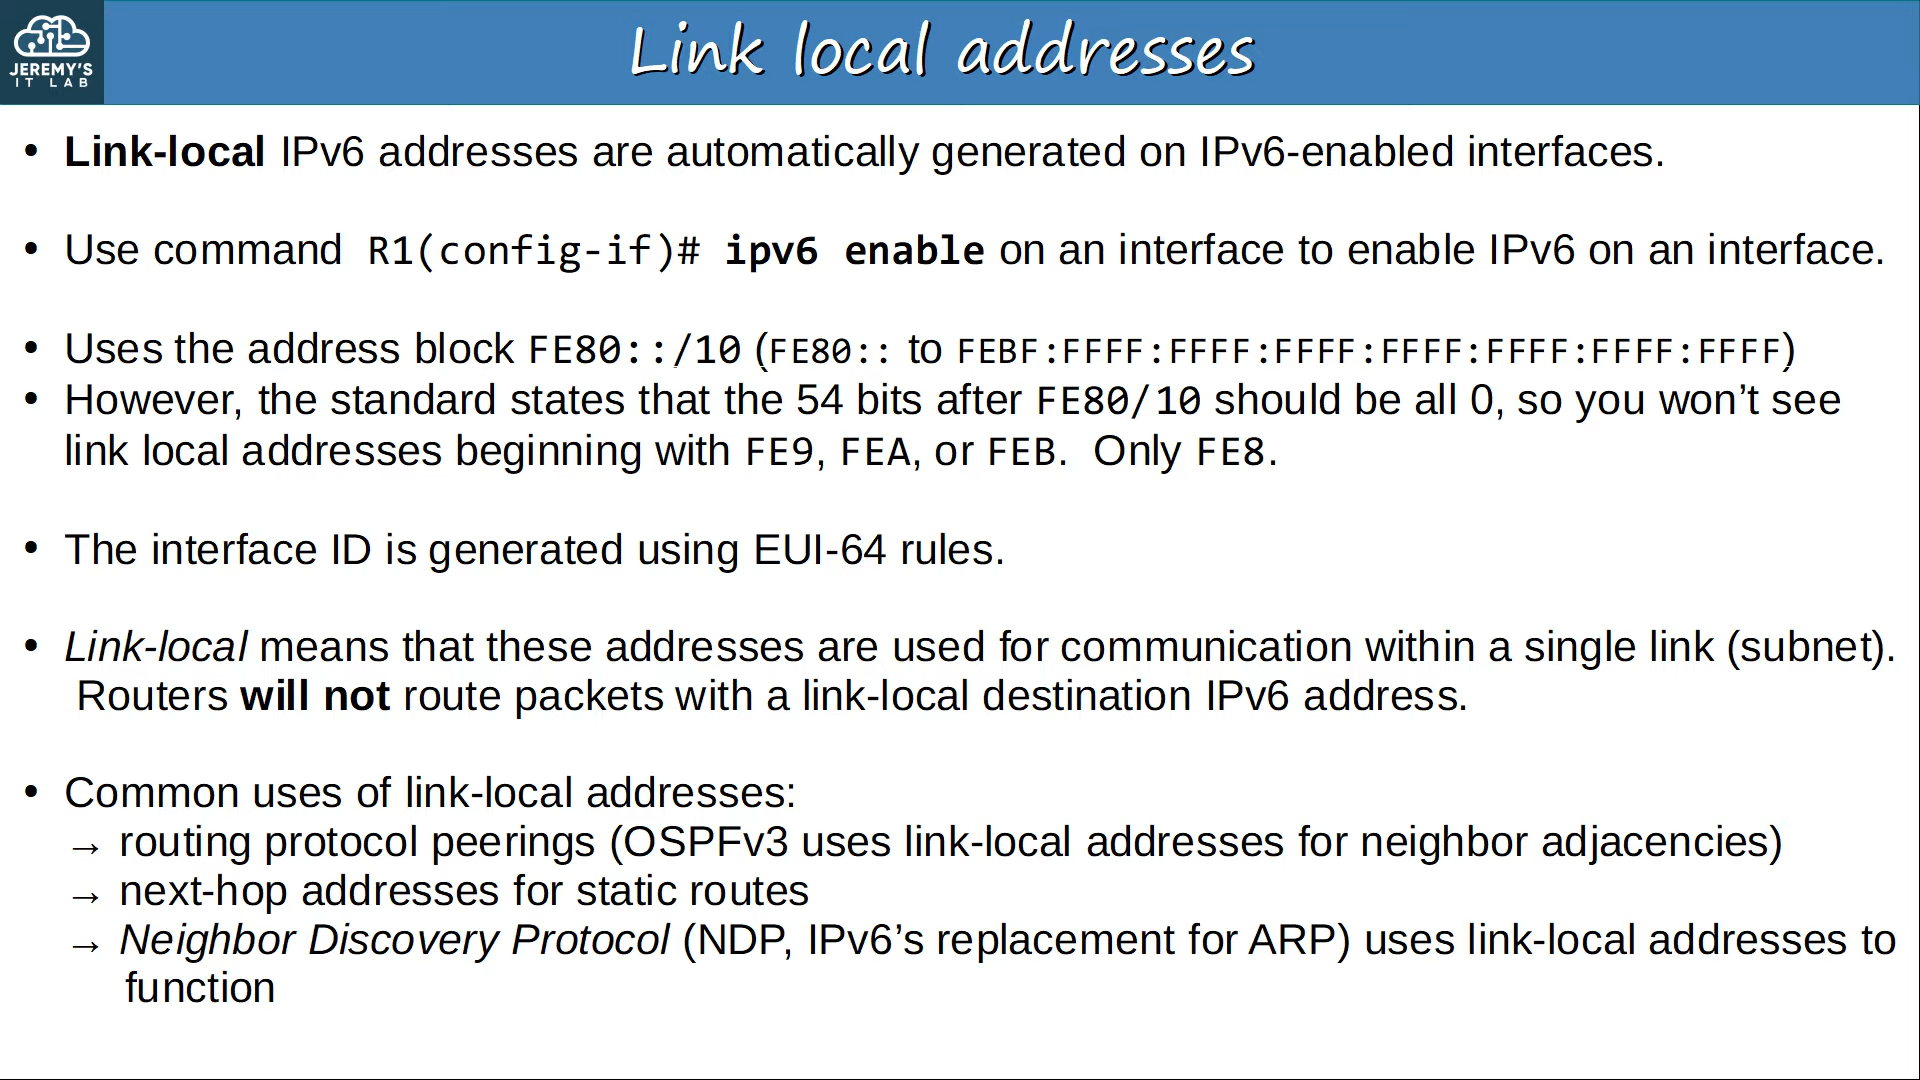 JEREMY'S
IT LAB
Link local addresses
• Link-local IPv6 addresses are automatically generated on IPv6-enabled interfaces.
• Use command R1(config-if)# ipv6 enable on an interface to enable IPv6 on an interface.
• Uses the address block FE80::/10 (FE80:: to FEBF:FFFF:FFFF:FFFF:FFFF:FFFF:FFFF:FFFF)
• However, the standard states that the 54 bits after FE80/10 should be all 0, so you won’t see
link local addresses beginning with FE9, FEA, or FEB. Only FE8.
• The interface ID is generated using EUI-64 rules.
• Link-local means that these addresses are used for communication within a single link (subnet).
Routers will not route packets with a link-local destination IPv6 address.
• Common uses of link-local addresses:
→ routing protocol peerings (OSPFv3 uses link-local addresses for neighbor adjacencies)
→ next-hop addresses for static routes
→ Neighbor Discovery Protocol (NDP, IPv6’s replacement for ARP) uses link-local addresses to
function